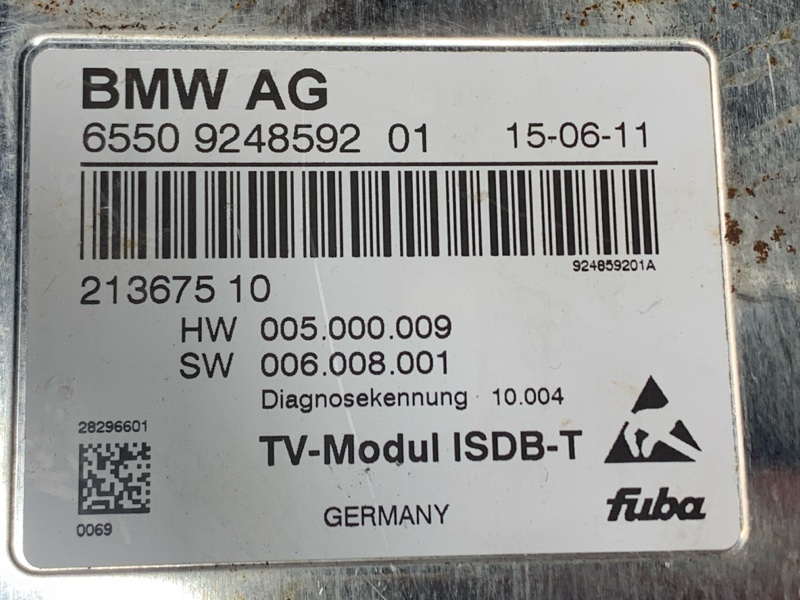 BMW AG
6550 9248592 01 15-06-11
924859201A
213675 10
HW 005.000.009
SW 006.008.001
Diagnosekennung 10.004
28296601
TV-Modul ISDB-T
0069
GERMANY
fuba